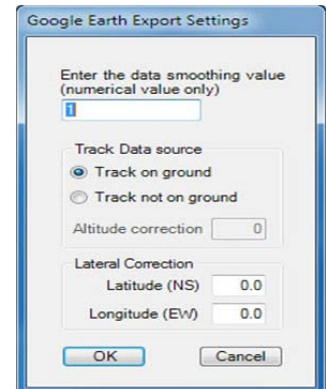 Google Earth Export Settings
Enter the data smoothing value
(numerical value only)
1
Track Data source
Track on ground
Track not on ground
Altitude correction 0
Lateral Correction
Latitude (NS) 0.0
Longitude (EW) 0.0
OK Cancel